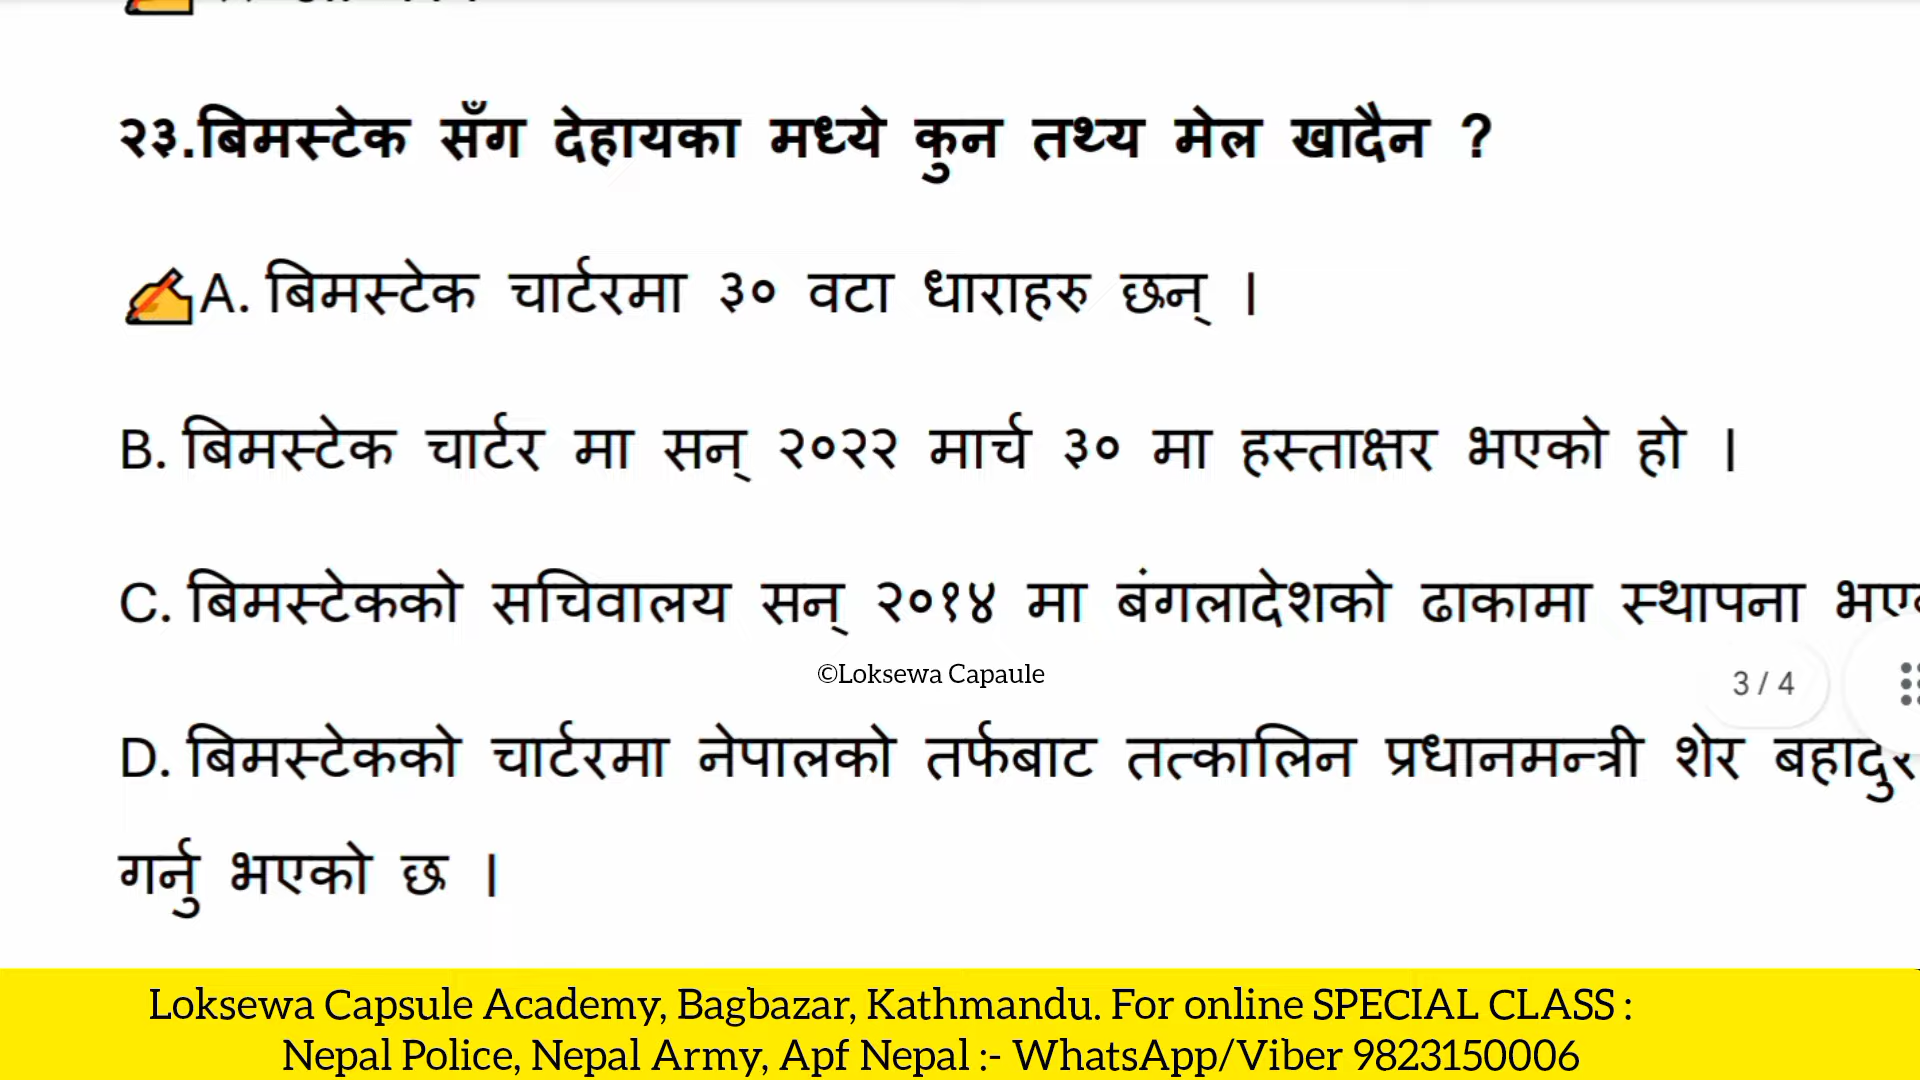 २३.बिमस्टेक सँग देहायका मध्ये कुन तथ्य मेल खादैन ?
✍A. बिमस्टेक चार्टरमा ३० वटा धाराहरु छन् ।
B. बिमस्टेक चार्टर मा सन् २०२२ मार्च ३० मा हस्ताक्षर भएको हो ।
C. बिमस्टेकको सचिवालय सन् २०१४ मा बंगलादेशको ढाकामा स्थापना
©Loksewa Capaule
3 / 4
D. बिमस्टेकको चार्टरमा नेपालको तर्फबाट तत्कालिन प्रधानमन्त्री शेर बहादुर
गर्नु भएको छ ।
Loksewa Capsule Academy, Bagbazar, Kathmandu. For online SPECIAL CLASS :
Nepal Police, Nepal Army, Apf Nepal :- WhatsApp/Viber 9823150006